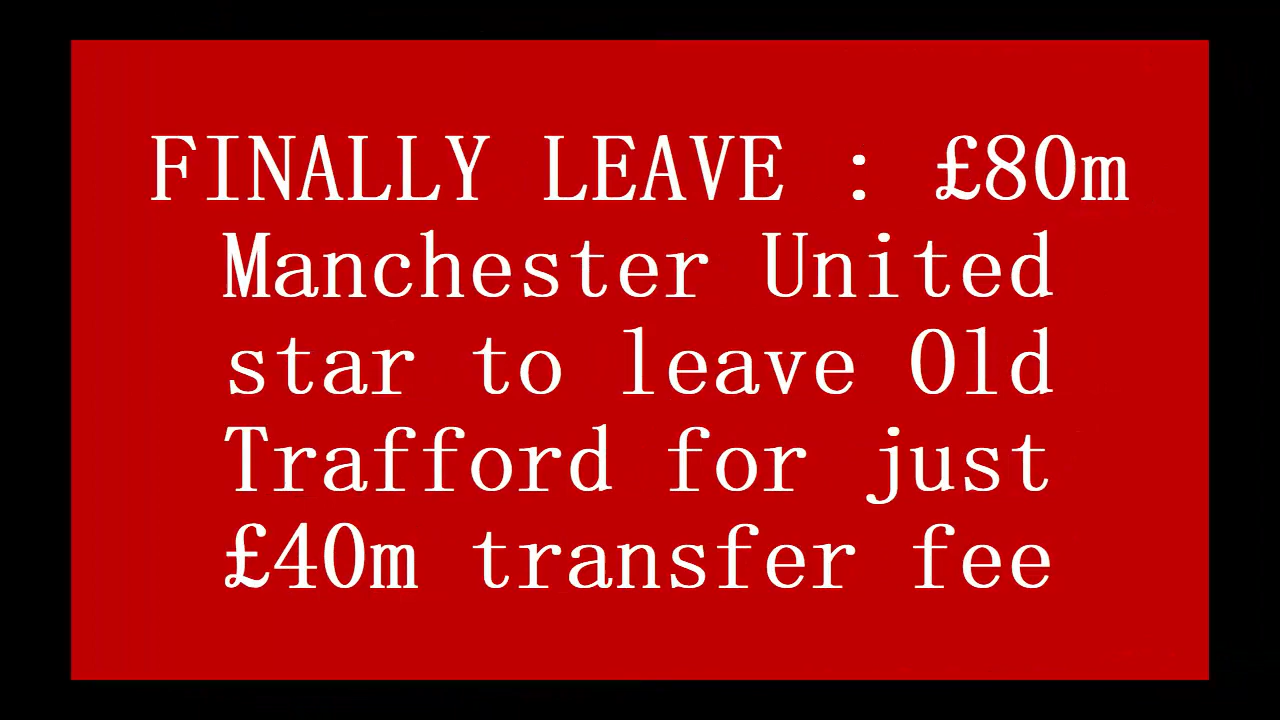 FINALLY LEAVE : £80m
Manchester United
star to leave Old
Trafford for just
£40m transfer fee